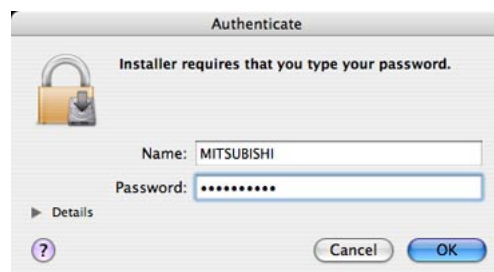 Authenticate
Installer requires that you type your password.
Name: MITSUBISHI
Password: ••••••••••
Details
? Cancel OK